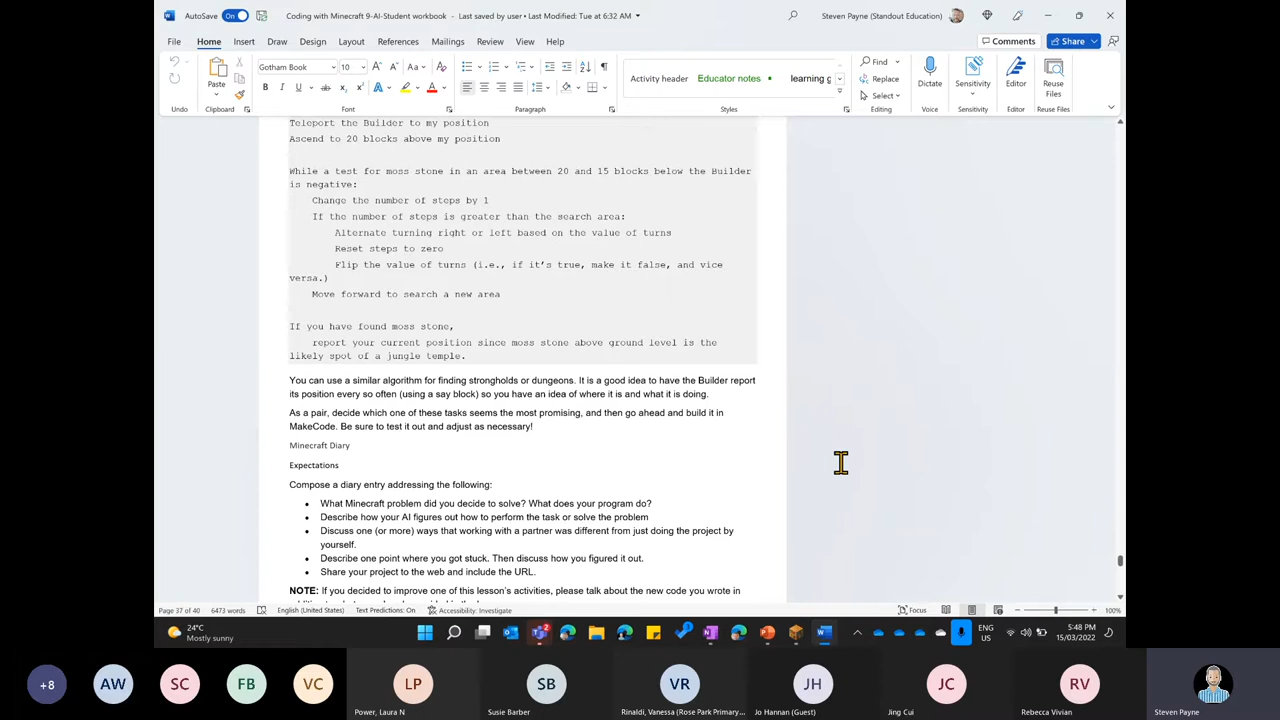 AutoSave On Coding with Minecraft 9-AI-Student workbook - Last saved by user • Last Modified: Tue at 6:32 AM Steven Payne (Standout Education)
File Home Insert Draw Design Layout References Mailings Review View Help Comments Share
Gotham Book 10 Aa Activity header Educator notes learning g Find Replace Select
Paste B I U x x A A Dictate Sensitivity Editor Reuse Files
Undo Clipboard Font Paragraph Styles Editing Voice Sensitivity Editor Reuse Files
Teleport the Builder to my position
Ascend to 20 blocks above my position
While a test for moss stone in an area between 20 and 15 blocks below the Builder
is negative:
Change the number of steps by 1
If the number of steps is greater than the search area:
Alternate turning right or left based on the value of turns
Reset steps to zero
Flip the value of turns (i.e., if it's true, make it false, and vice
versa.)
Move forward to search a new area
If you have found moss stone,
report your current position since moss stone above ground level is the
likely spot of a jungle temple.
You can use a similar algorithm for finding strongholds or dungeons. It is a good idea to have the Builder report
its position every so often (using a say block) so you have an idea of where it is and what it is doing.
As a pair, decide which one of these tasks seems the most promising, and then go ahead and build it in
MakeCode. Be sure to test it out and adjust as necessary!
Minecraft Diary
Expectations
Compose a diary entry addressing the following:
• What Minecraft problem did you decide to solve? What does your program do?
• Describe how your AI figures out how to perform the task or solve the problem
• Discuss one (or more) ways that working with a partner was different from just doing the project by
yourself.
• Describe one point where you got stuck. Then discuss how you figured it out.
• Share your project to the web and include the URL.
NOTE: If you decided to improve one of this lesson's activities, please talk about the new code you wrote in
Page 37 of 40 6473 words English (United States) Text Predictions: On Accessibility: Investigate Focus 100%
24°C
Mostly sunny
ENG
US
5:48 PM
15/03/2022
+8 AW SC FB VC LP SB VR JH JC RV
Power, Laura N Susie Barber Rinaldi, Vanessa (Rose Park Primary... Jo Hannan (Guest) Jing Cui Rebecca Vivian Steven Payne